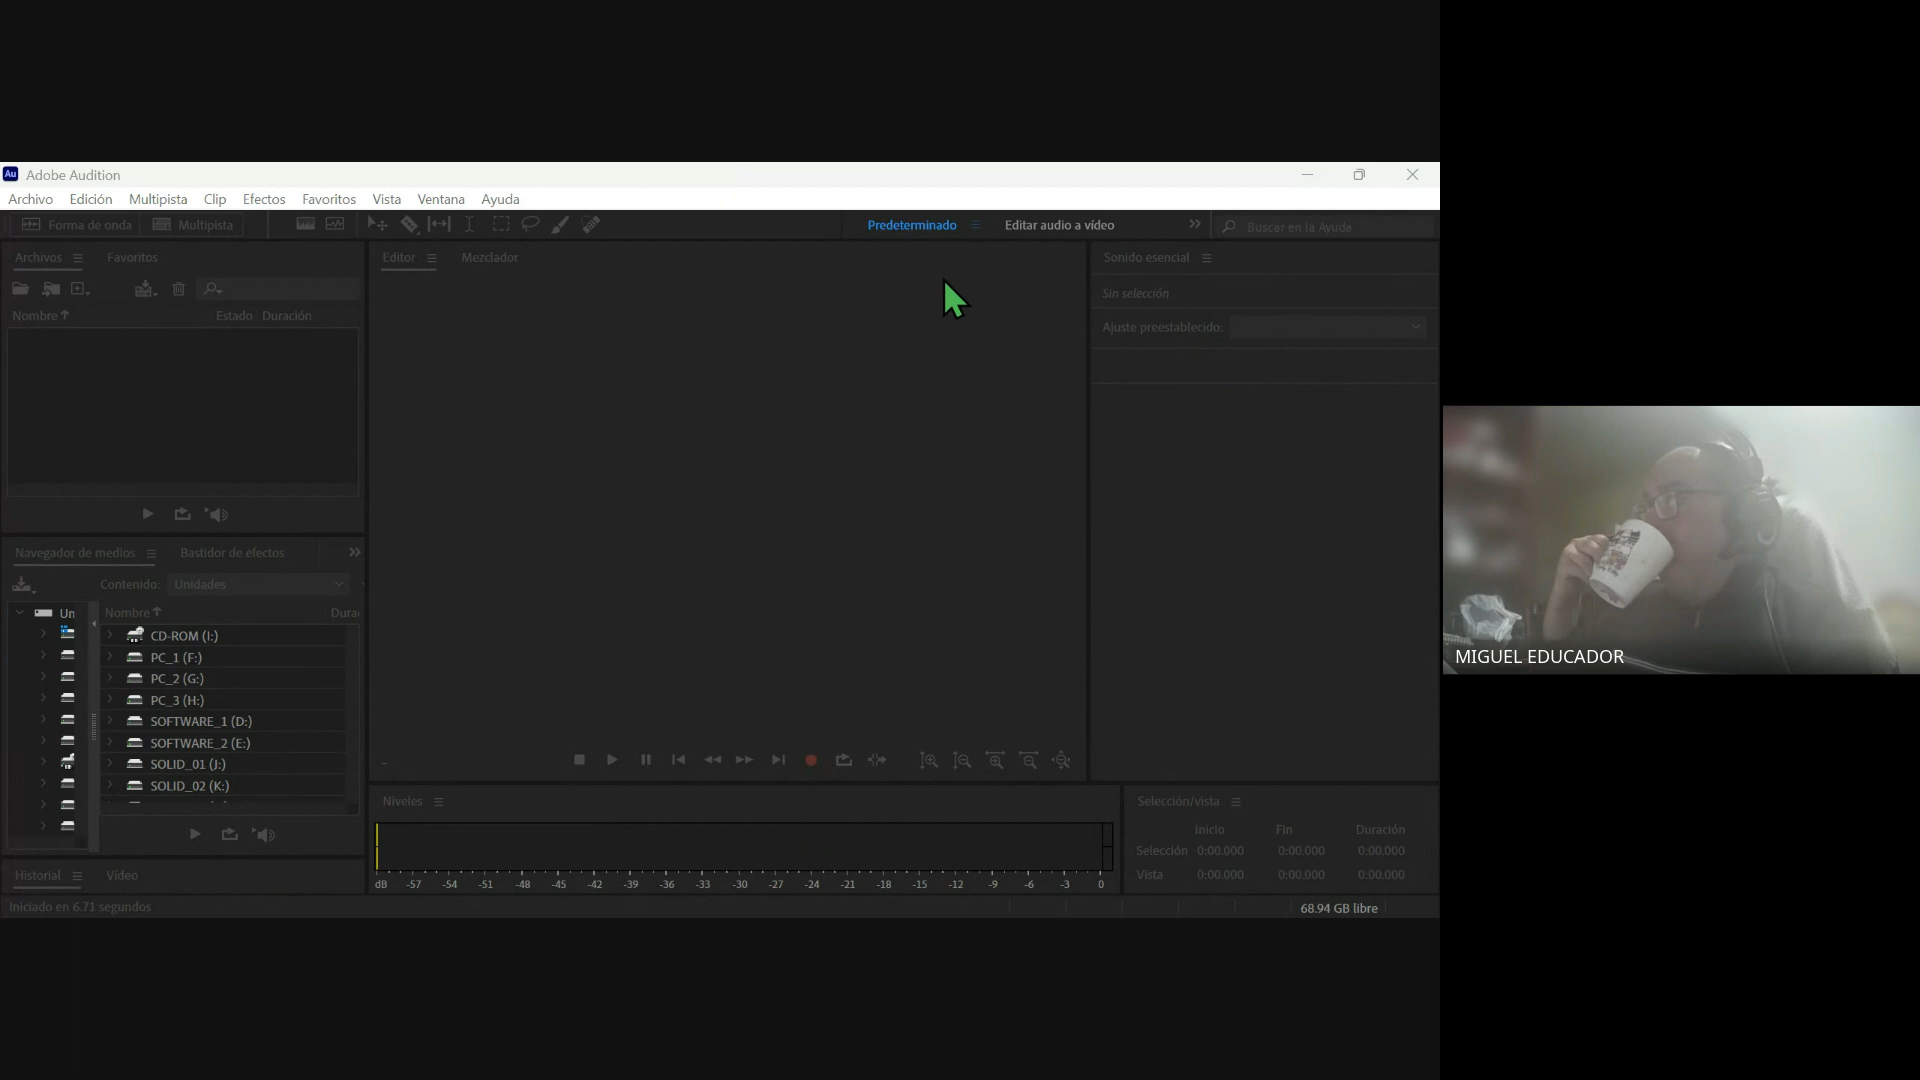 Au Adobe Audition
Archivo Edición Multipista Clip Efectos Favoritos Vista Ventana Ayuda
Forma de onda Multipista Predeterminado Editar audio a vídeo Buscar en la Ayuda
Archivos Favoritos
Nombre Estado Duración
Editor Mezclador
Sonido esencial
Sin selección
Ajuste preestablecido:
Navegador de medios Bastidor de efectos
Contenido: Unidades
Un
Nombre Dura
CD-ROM (I:)
PC_1 (F:)
PC_2 (G:)
PC_3 (H:)
SOFTWARE_1 (D:)
SOFTWARE_2 (E:)
SOLID_01 (J:)
SOLID_02 (K:)
Historial Vídeo
Niveles
dB -57 -54 -51 -48 -45 -42 -39 -36 -33 -30 -27 -24 -21 -18 -15 -12 -9 -6 -3 0
Selección/vista
Inicio Fin Duración
Selección 0:00.000 0:00.000 0:00.000
Vista 0:00.000 0:00.000 0:00.000
Iniciado en 6.71 segundos
68.94 GB libre
MIGUEL EDUCADOR